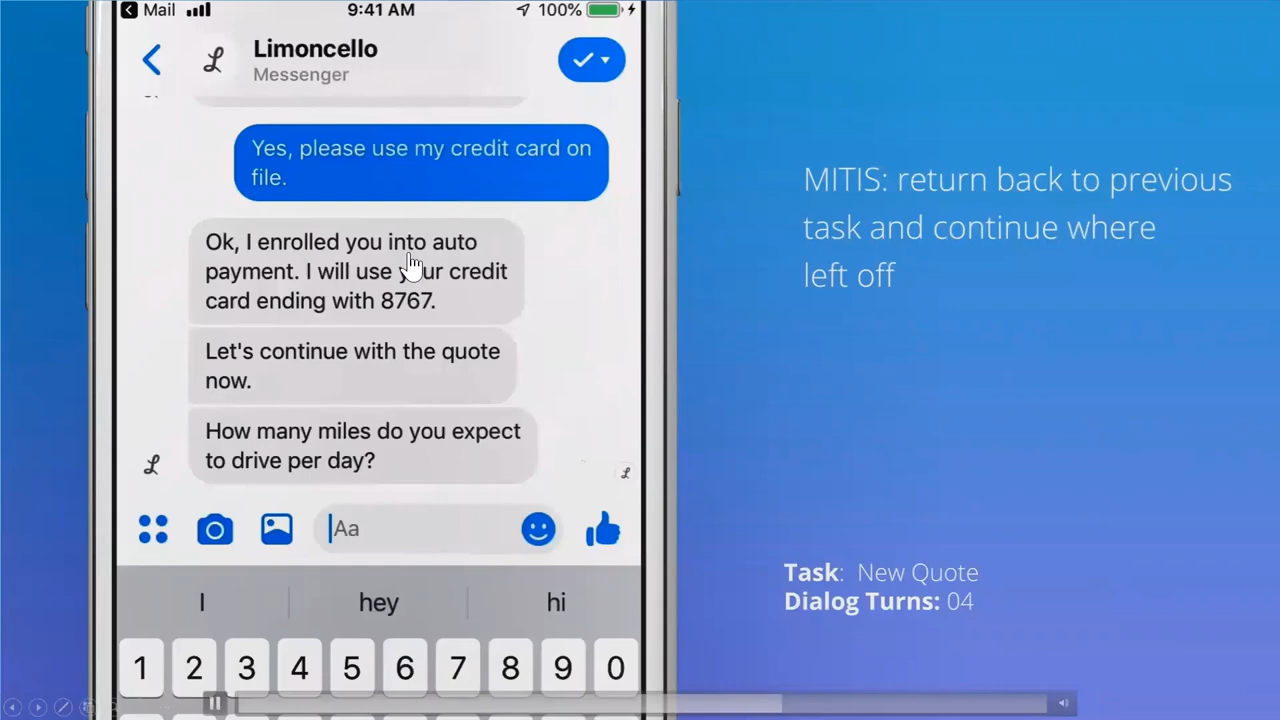 Mail
9:41 AM
100%
Limoncello
Messenger
Yes, please use my credit card on
file.
Ok, I enrolled you into auto
payment. I will use your credit
card ending with 8767.
Let's continue with the quote
now.
How many miles do you expect
to drive per day?
Aa
I hey hi
1 2 3 4 5 6 7 8 9 0
MITIS: return back to previous
task and continue where
left off
Task: New Quote
Dialog Turns: 04